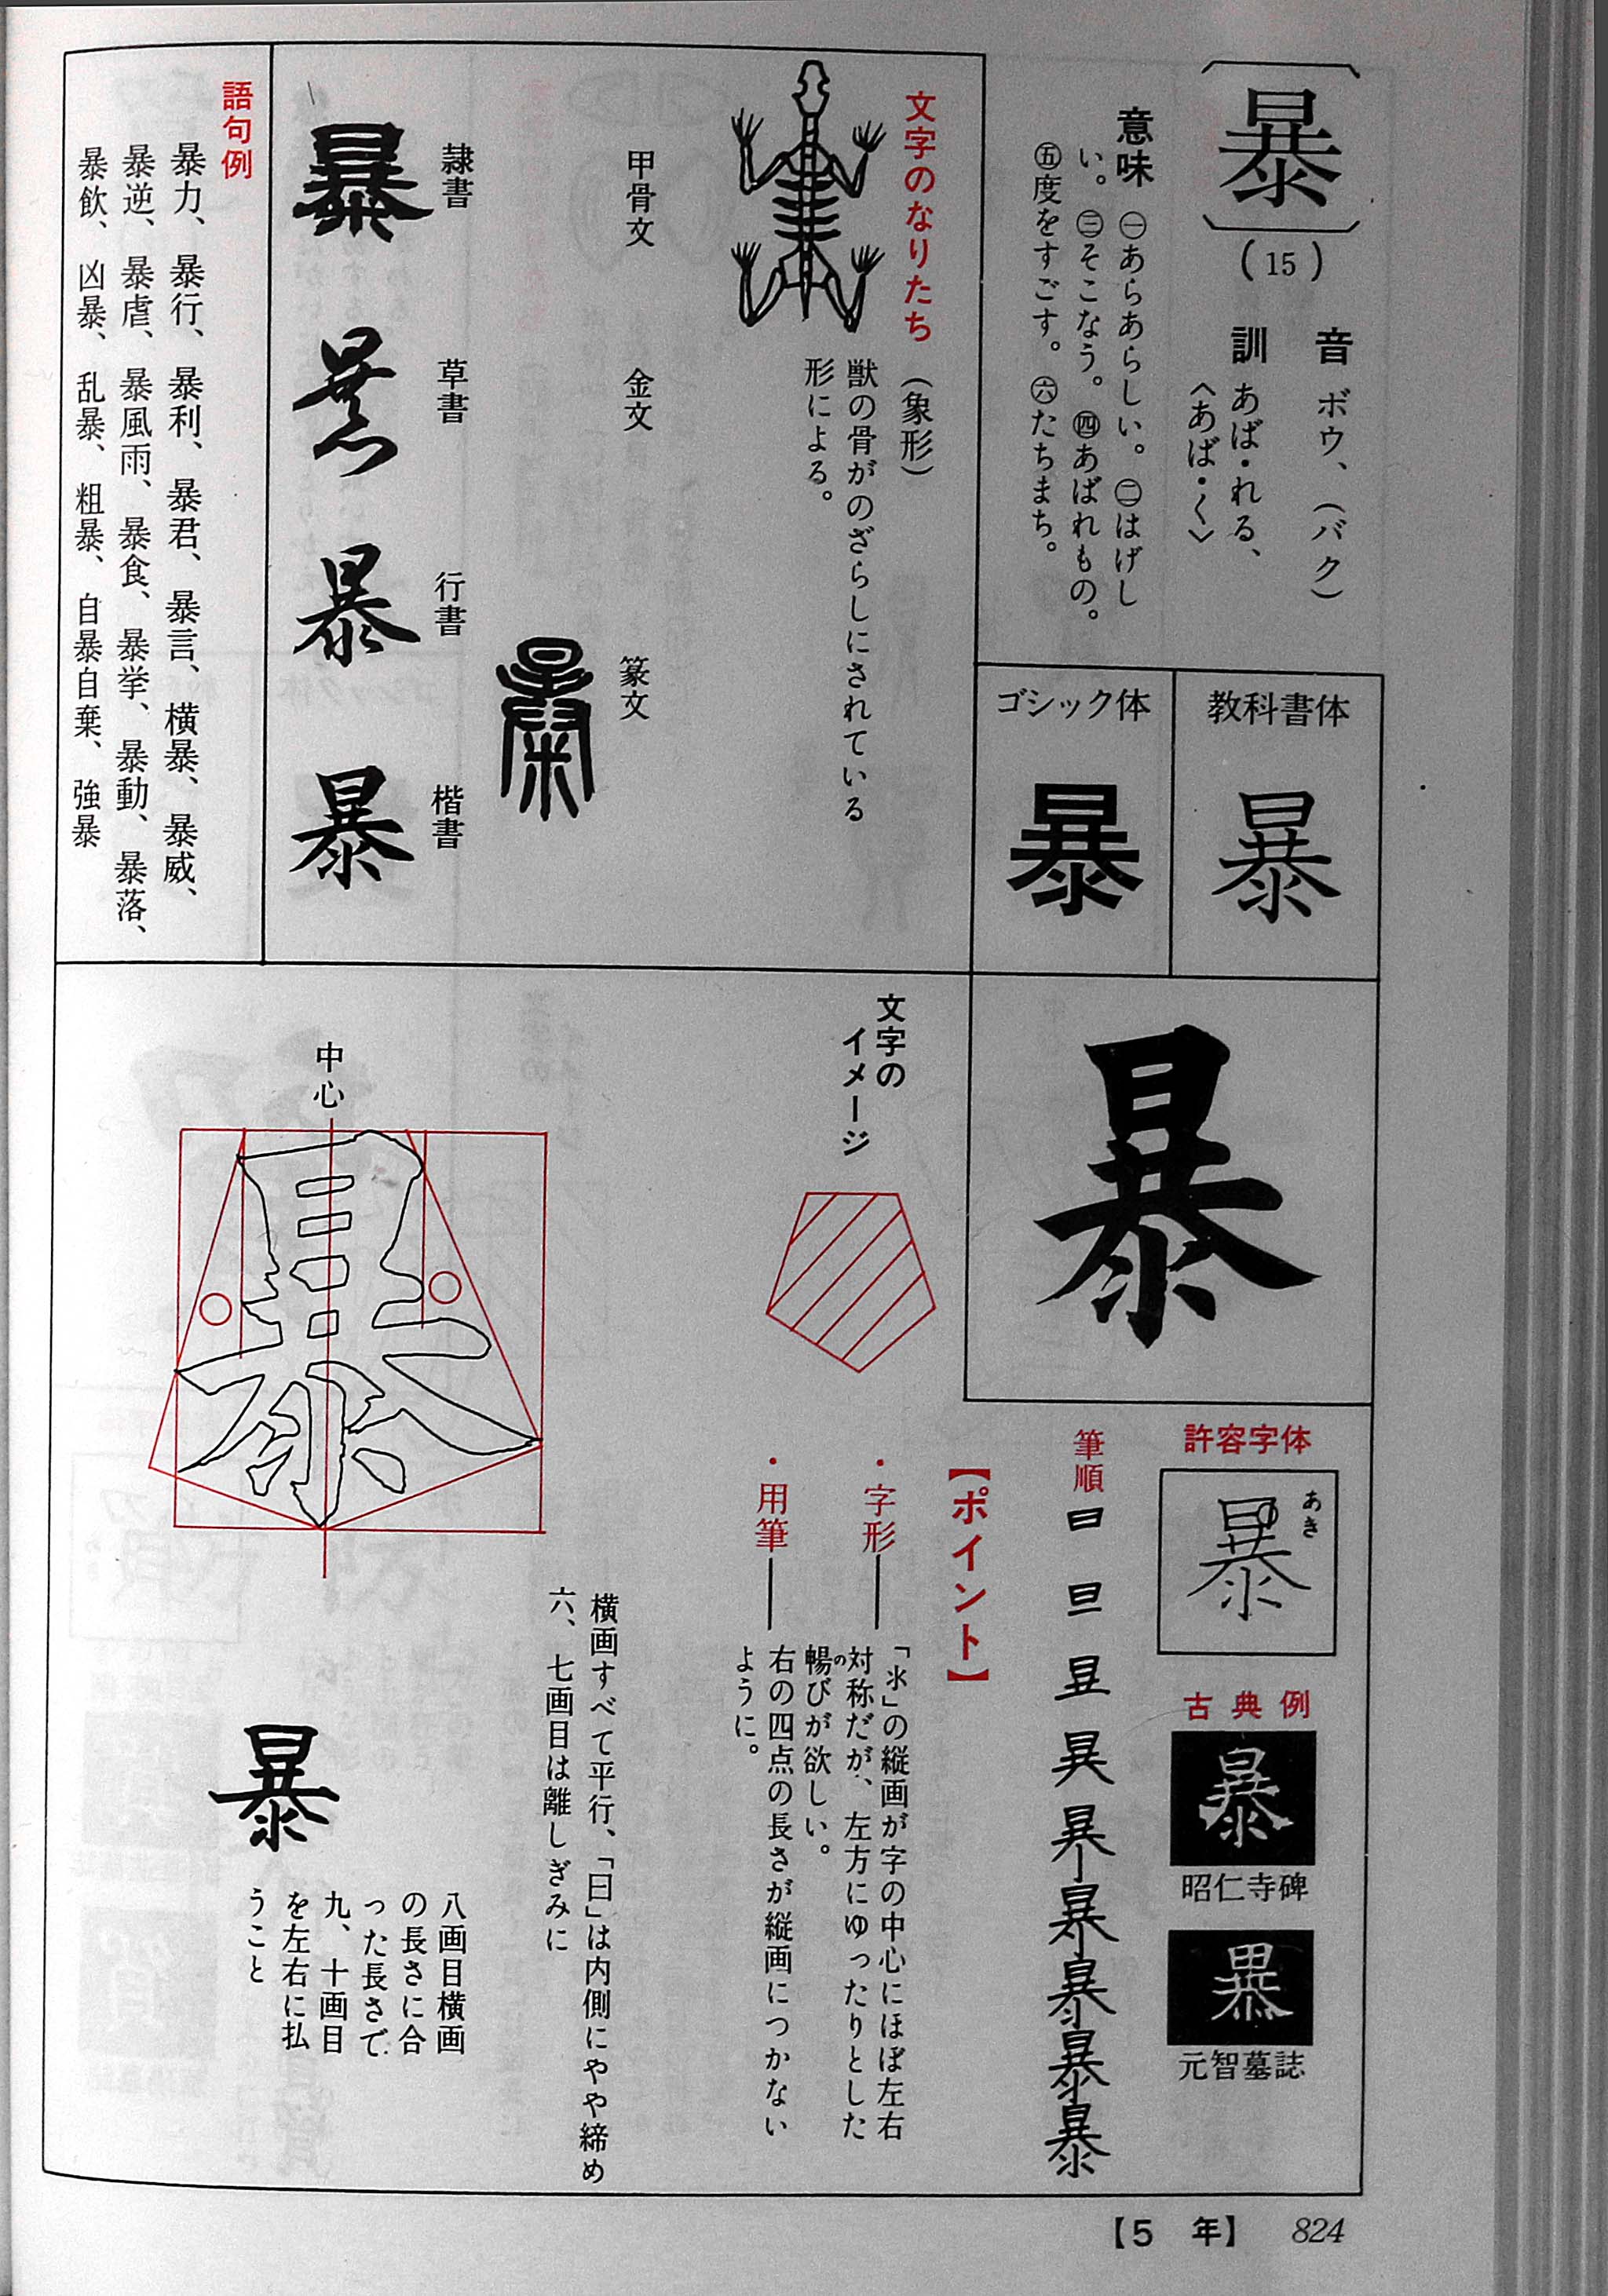 暴
(15)
音 ボウ、(バク)
訓 あば・れる、
〈あば・く〉
意味 ㊀あらあらしい。㊁はげし
い。㊂そこなう。㊃あばれもの。
㊄度をすごす。㊅たちまち。
教科書体
暴
ゴシック体
暴
文字のなりたち (象形)
獣の骨がのざらしにされている
形による。
甲骨文
金文
篆文
暴
隷書
暴
草書
暴
行書
暴
楷書
暴
語句例
暴力、暴行、暴利、暴君、暴言、横暴、暴威、
暴逆、暴虐、暴風雨、暴食、暴挙、暴動、暴落、
暴飲、凶暴、乱暴、粗暴、自暴自棄、強暴
暴
許容字体
あき
暴
古典例
暴
昭仁寺碑
暴
元智墓誌
筆順
文字の
イメージ
【ポイント】
・字形――「氺」の縦画が字の中心にほぼ左右
対称だが、左方にゆったりとした
暢びが欲しい。
の
・用筆――右の四点の長さが縦画につかない
ように。
中心
暴
横画すべて平行、「日」は内側にやや締め
六、七画目は離しぎみに
暴
八画目横画
の長さに合
った長さで
九、十画目
を左右に払
うこと
【5 年】 824